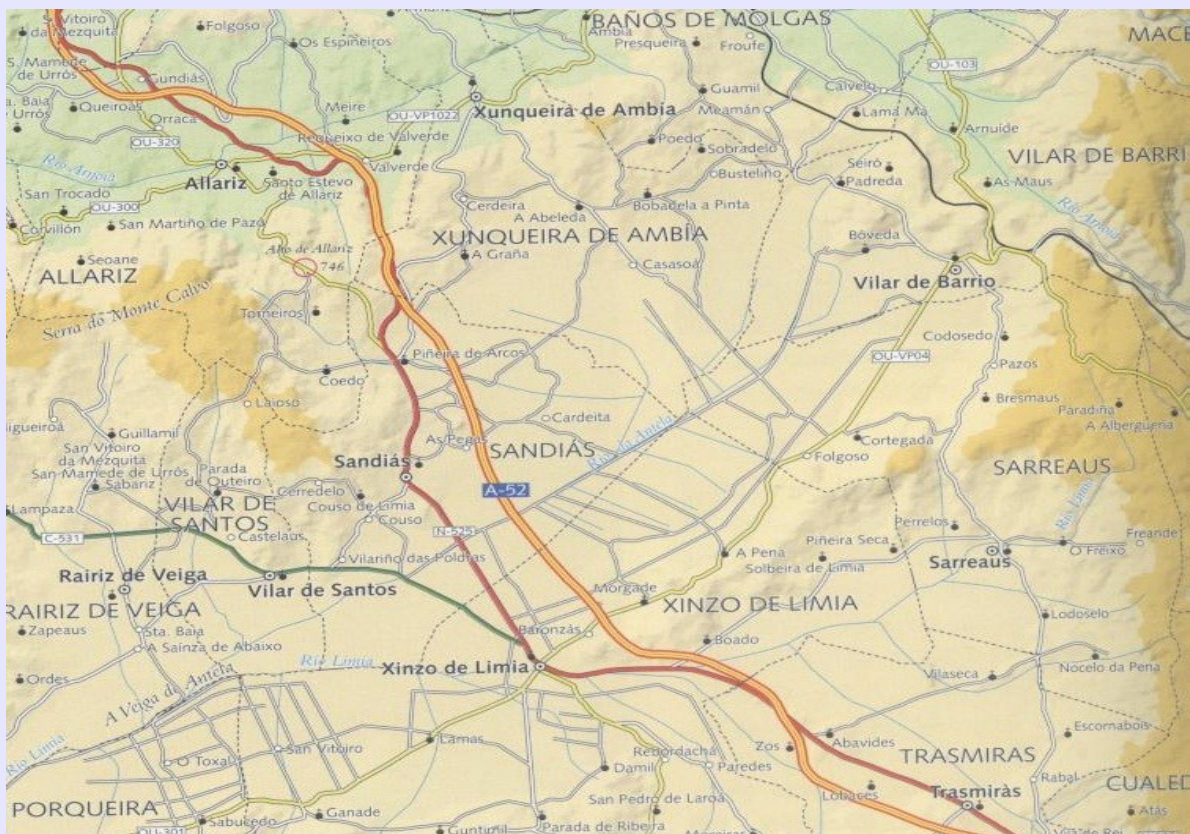 Vitoiro
da Mezquita
Folgoso
Os Espiñeiros
Ambía
BAÑOS DE MOLGAS
Presqueira
Froufe
MACE
S. Mamede
de Urrós
Gundiás
OU-103
ta. Baia
Urrós
Queiroás
Orraca
Meire
OU-VP1022
Xunqueira de Ambía
Guamil
Meamán
Calvelo
Lama Má
OU-320
Requeixo de Valverde
Valverde
Poedo
Sobradelo
Arnuíde
Río Arnoia
Allariz
Santo Estevo
de Allariz
Bustelino
Seiró
Padreda
VILAR DE BARRI
As Maus
San Trocado
OU-300
Corvillón
San Martiño de Pazó
Cerdeira
A Abeleda
Bobadela a Pinta
Río Arnoia
XUNQUEIRA DE AMBÍA
Seoane
ALLARIZ
Alto de Allariz
746
A Graña
Casasoá
Bóveda
Vilar de Barrio
Serra do Monte Calvo
Torneiros
Codosedo
Piñeira de Arcos
OU-VP04
Pazos
Coedo
Laioso
Bresmaus
Paradiña
A Alberguería
igueiroa
Guillamil
Cardeita
As Pegas
SANDIÁS
Cortegada
Folgoso
San Vitoiro
da Mezquita
San Mamede de Urrós
Sabariz
Parada
de Outeiro
Sandiás
da Antela
SARREAUS
Cerredelo
Couso de Limia
Couso
A-52
VILAR DE
SANTOS
Lampaza
C-531
Castelaus
N-525
Perrelos
Río Limia
Freande
Vilariño das Poldras
A Pena
Piñeira Seca
Solbeira de Limia
Sarreaus
Freixo
Rairiz de Veiga
Vilar de Santos
Morgade
XINZO DE LIMIA
RAIRIZ DE VEIGA
Zapeaus
Sta. Baia
A Saínza de Abaixo
Baronzás
Boado
Lodoselo
Río Limia
Xinzo de Limia
Ordes
A Veiga de Antela
Vilaseca
Nocelo da Pena
Río Limia
San Vitoiro
Lamas
Rebordachá
Zos
Abavides
Escornabois
O Toxal
Damil
Paredes
TRASMIRAS
PORQUEIRA
Lobaces
Rabal
CUALED
OU-301
Sabucedo
Ganade
San Pedro de Laroá
Trasmirás
Atás
Guntimil
Parada de Ribeira